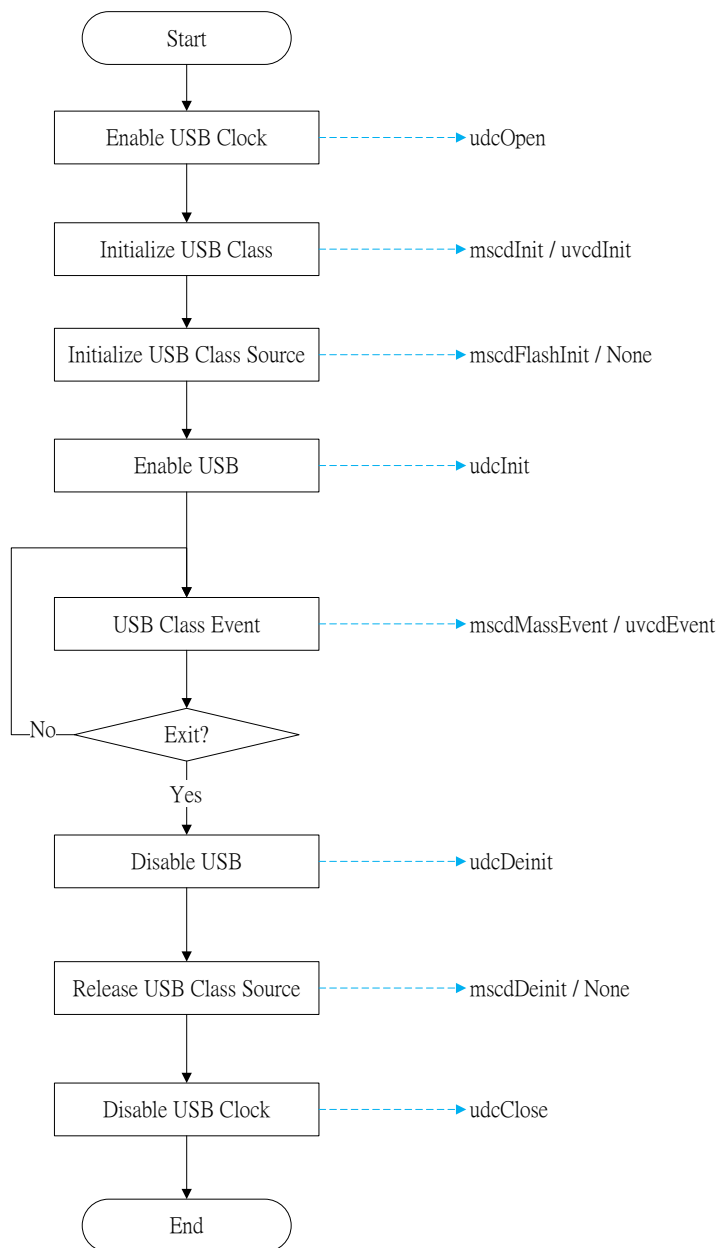 Start
Enable USB Clock
udcOpen
Initialize USB Class
mscdInit / uvcdInit
Initialize USB Class Source
mscdFlashInit / None
Enable USB
udcInit
USB Class Event
mscdMassEvent / uvcdEvent
No
Exit?
Yes
Disable USB
udcDeinit
Release USB Class Source
mscdDeinit / None
Disable USB Clock
udcClose
End